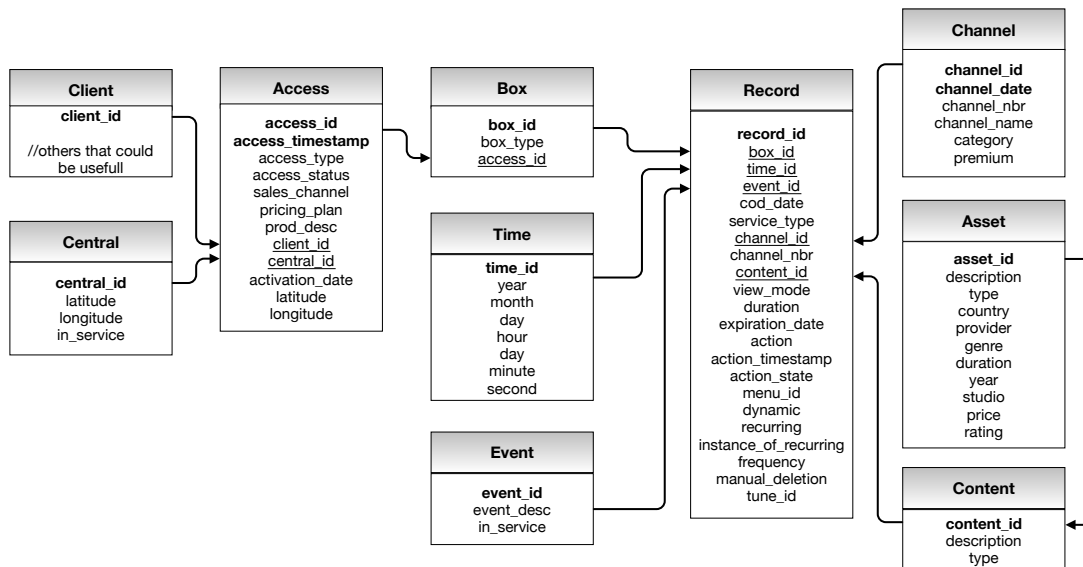 Client
client_id
//others that could
be usefull
Central
central_id
latitude
longitude
in_service
Access
access_id
access_timestamp
access_type
access_status
sales_channel
pricing_plan
prod_desc
client_id
central_id
activation_date
latitude
longitude
Box
box_id
box_type
access_id
Time
time_id
year
month
day
hour
day
minute
second
Event
event_id
event_desc
in_service
Record
record_id
box_id
time_id
event_id
cod_date
service_type
channel_id
channel_nbr
content_id
view_mode
duration
expiration_date
action
action_timestamp
action_state
menu_id
dynamic
recurring
instance_of_recurring
frequency
manual_deletion
tune_id
Channel
channel_id
channel_date
channel_nbr
channel_name
category
premium
Asset
asset_id
description
type
country
provider
genre
duration
year
studio
price
rating
Content
content_id
description
type